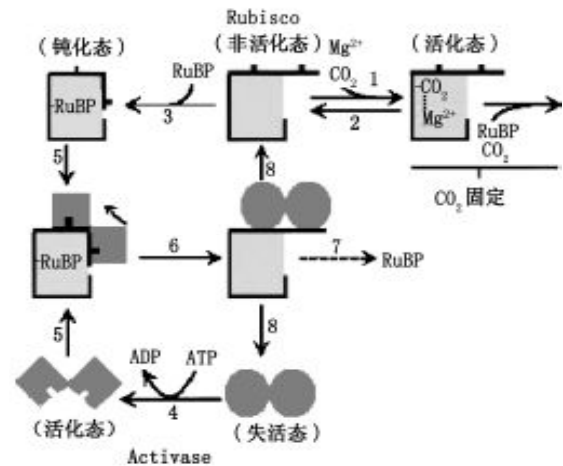 Rubisco
(钝化态)
(非活化态)
Mg²⁺
CO₂
(活化态)
RuBP
1
2
3
RuBP
-CO₂
Mg²⁺
RuBP
CO₂
CO₂固定
5
8
RuBP
6
7
RuBP
5
8
ADP
ATP
4
(活化态)
(失活态)
Activase